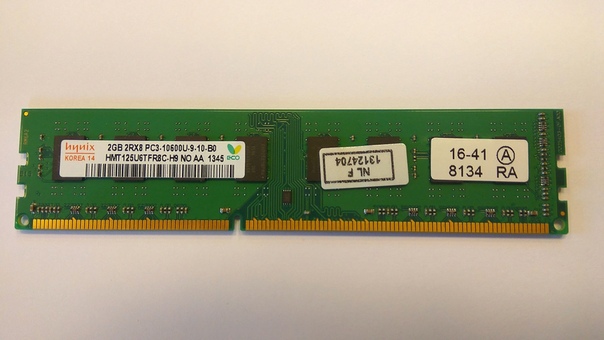 hynix
KOREA 14
2GB 2RX8 PC3-10600U-9-10-B0
HMT125U6TFR8C-H9 NO AA 1345
eco
NL F
13124704
16-41 A
8134 RA